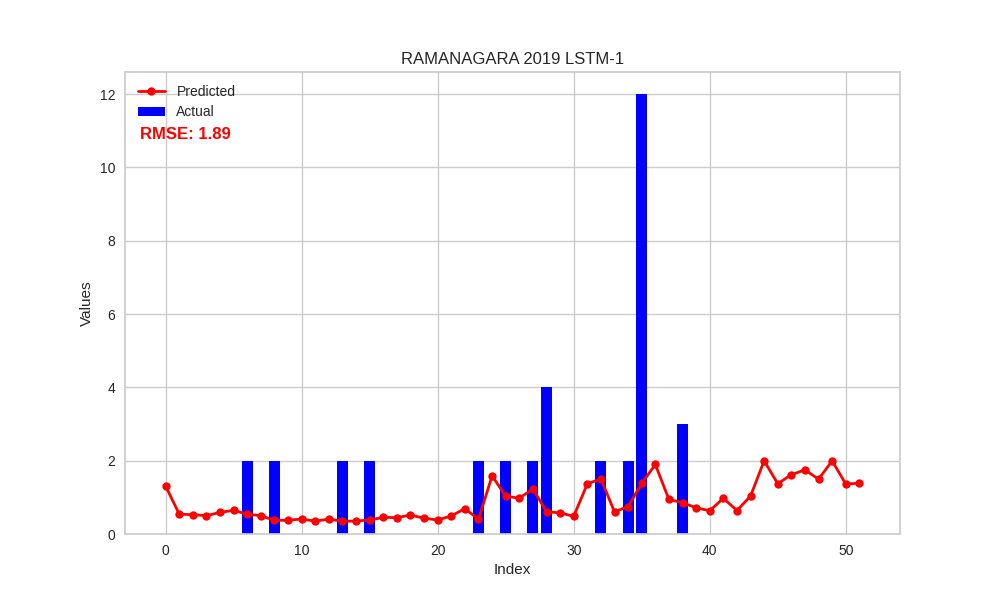 RAMANAGARA 2019 LSTM-1
Predicted
Actual
RMSE: 1.89
12
10
8
6
4
2
0
Values
0 10 20 30 40 50
Index